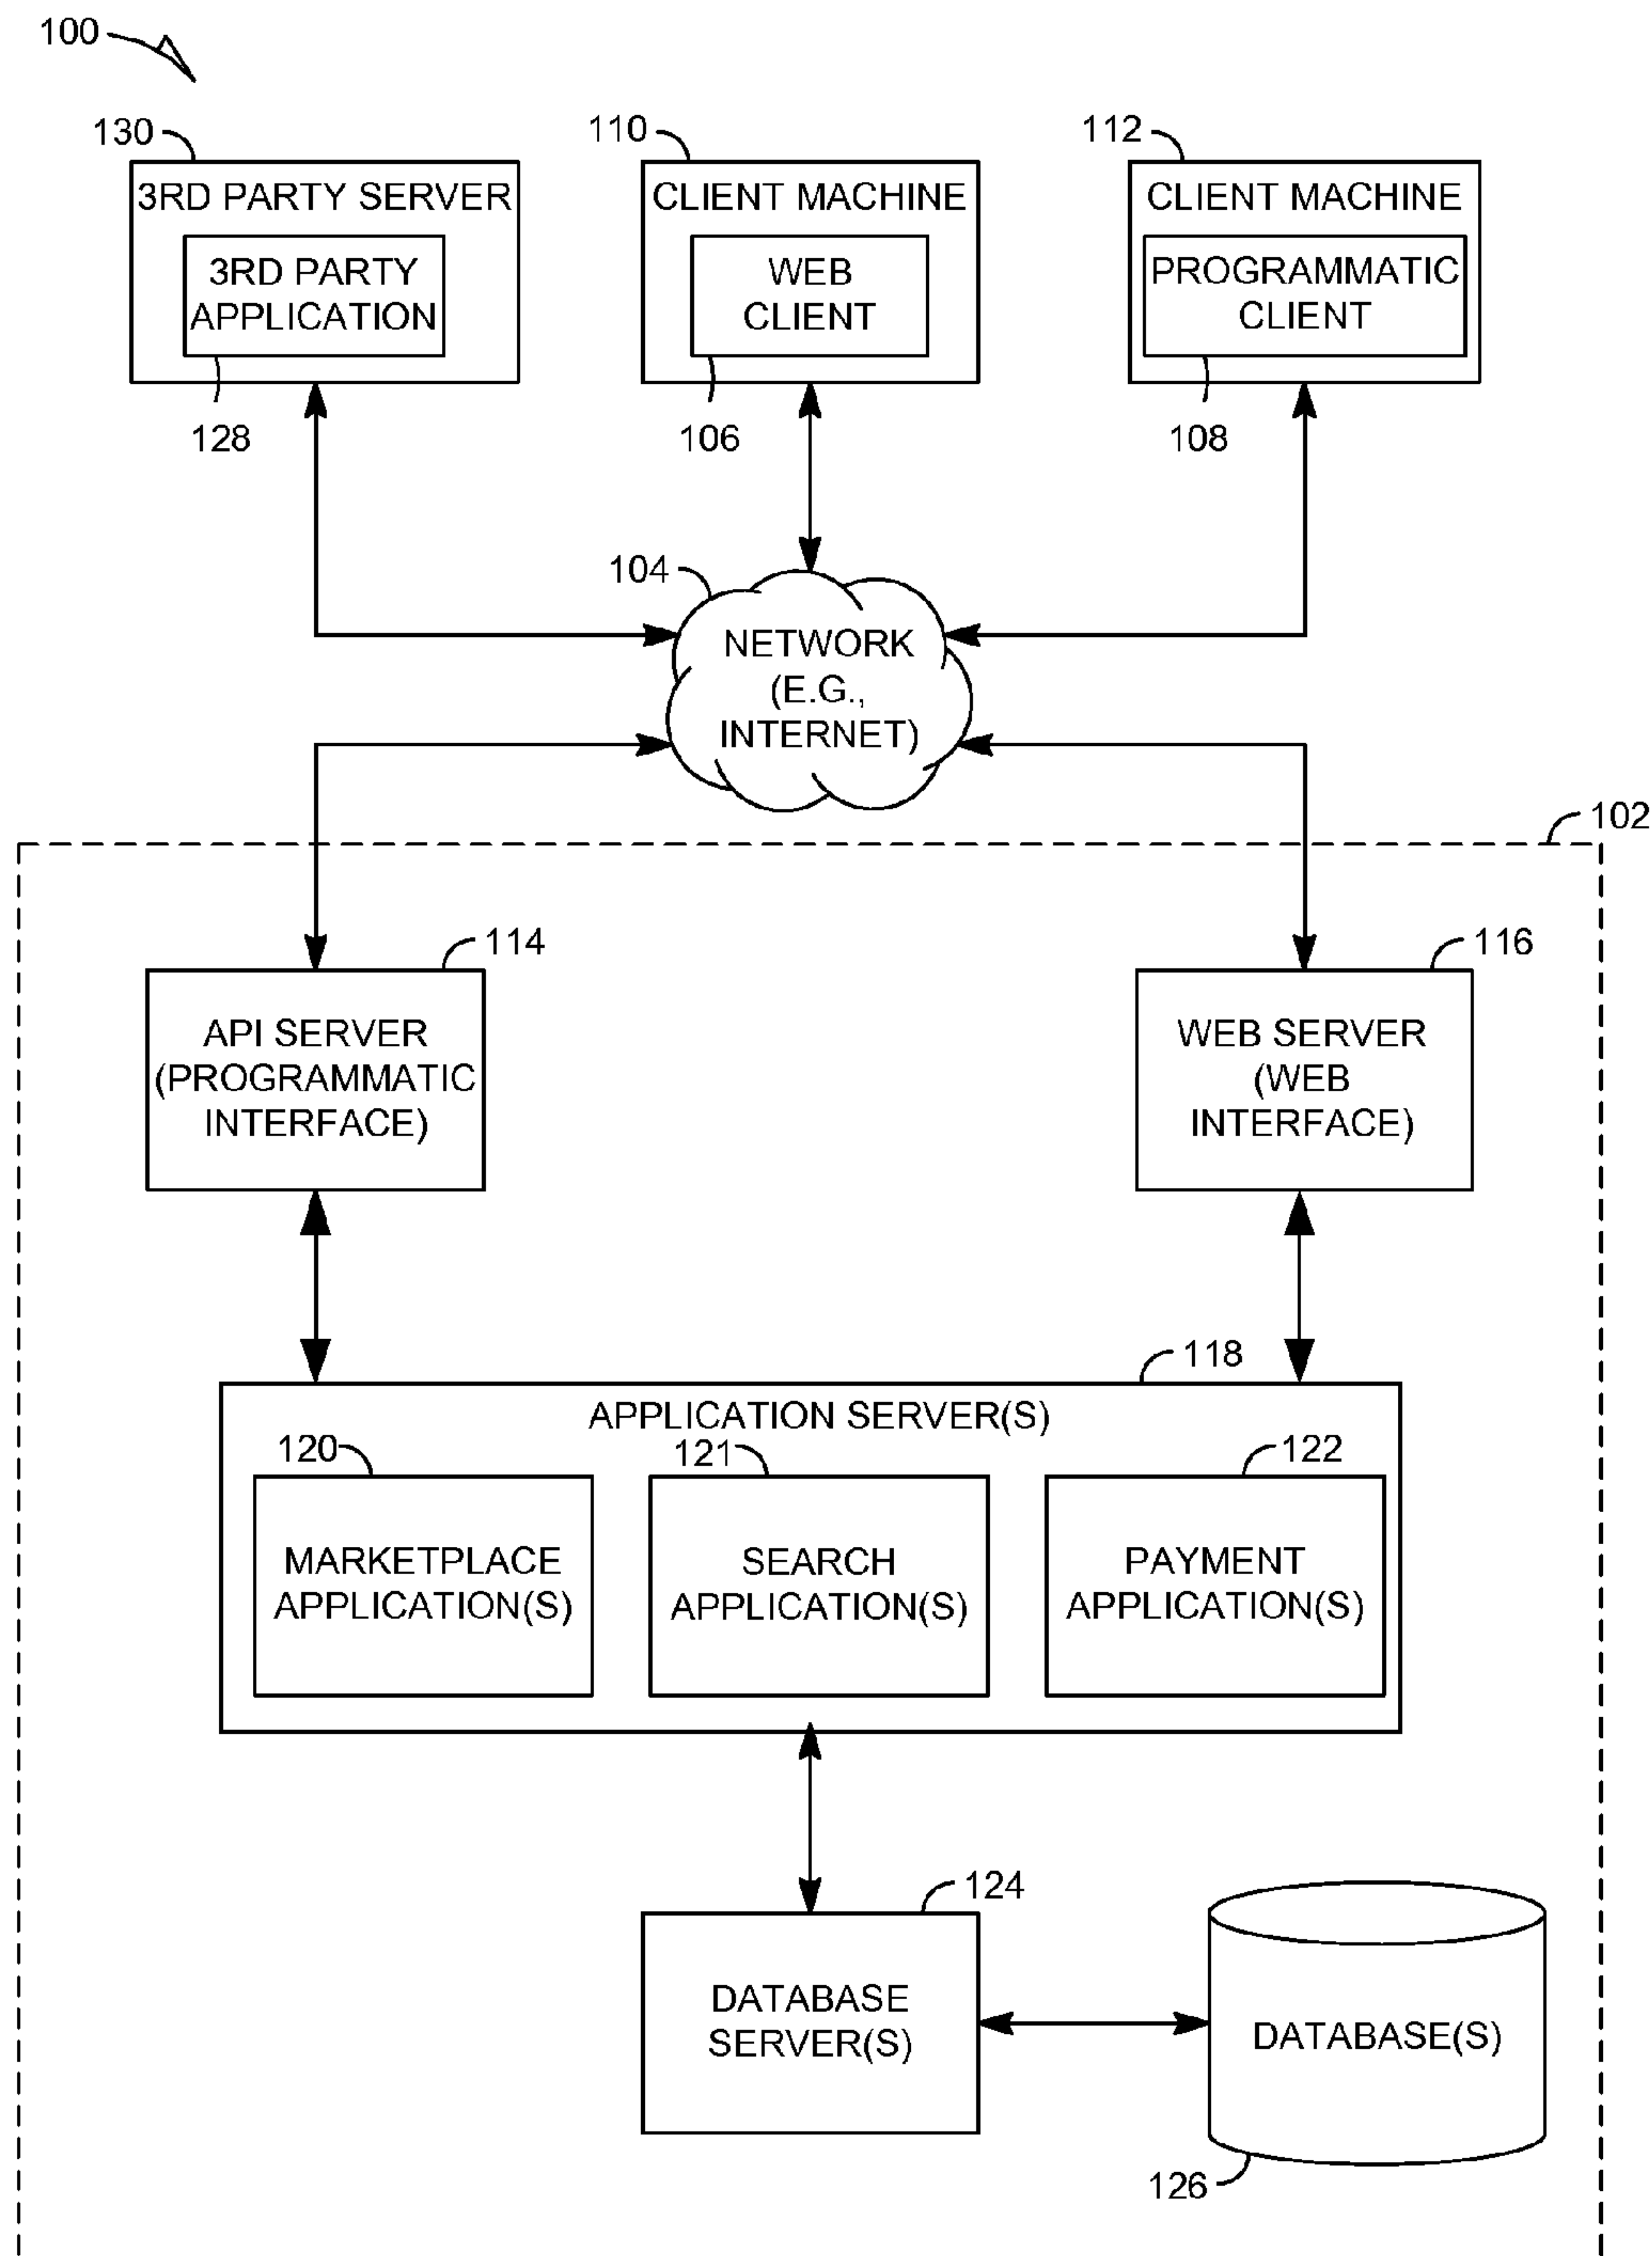 100
130
110
112
3RD PARTY SERVER
CLIENT MACHINE
CLIENT MACHINE
3RD PARTY
APPLICATION
WEB
CLIENT
PROGRAMMATIC
CLIENT
128
106
108
104
NETWORK
(E.G.,
INTERNET)
102
114
116
API SERVER
(PROGRAMMATIC
INTERFACE)
WEB SERVER
(WEB
INTERFACE)
118
APPLICATION SERVER(S)
120
121
122
MARKETPLACE
APPLICATION(S)
SEARCH
APPLICATION(S)
PAYMENT
APPLICATION(S)
124
DATABASE
SERVER(S)
DATABASE(S)
126